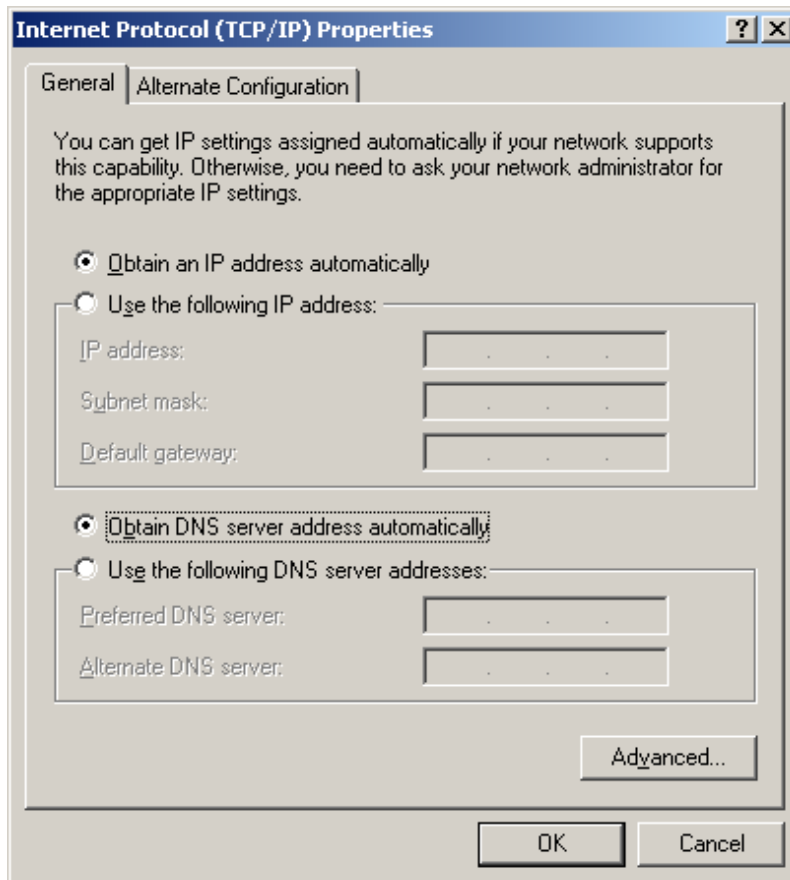 Internet Protocol (TCP/IP) Properties
General
Alternate Configuration
You can get IP settings assigned automatically if your network supports
this capability. Otherwise, you need to ask your network administrator for
the appropriate IP settings.
Obtain an IP address automatically
Use the following IP address:
IP address:
Subnet mask:
Default gateway:
Obtain DNS server address automatically
Use the following DNS server addresses:
Preferred DNS server:
Alternate DNS server:
Advanced...
OK
Cancel